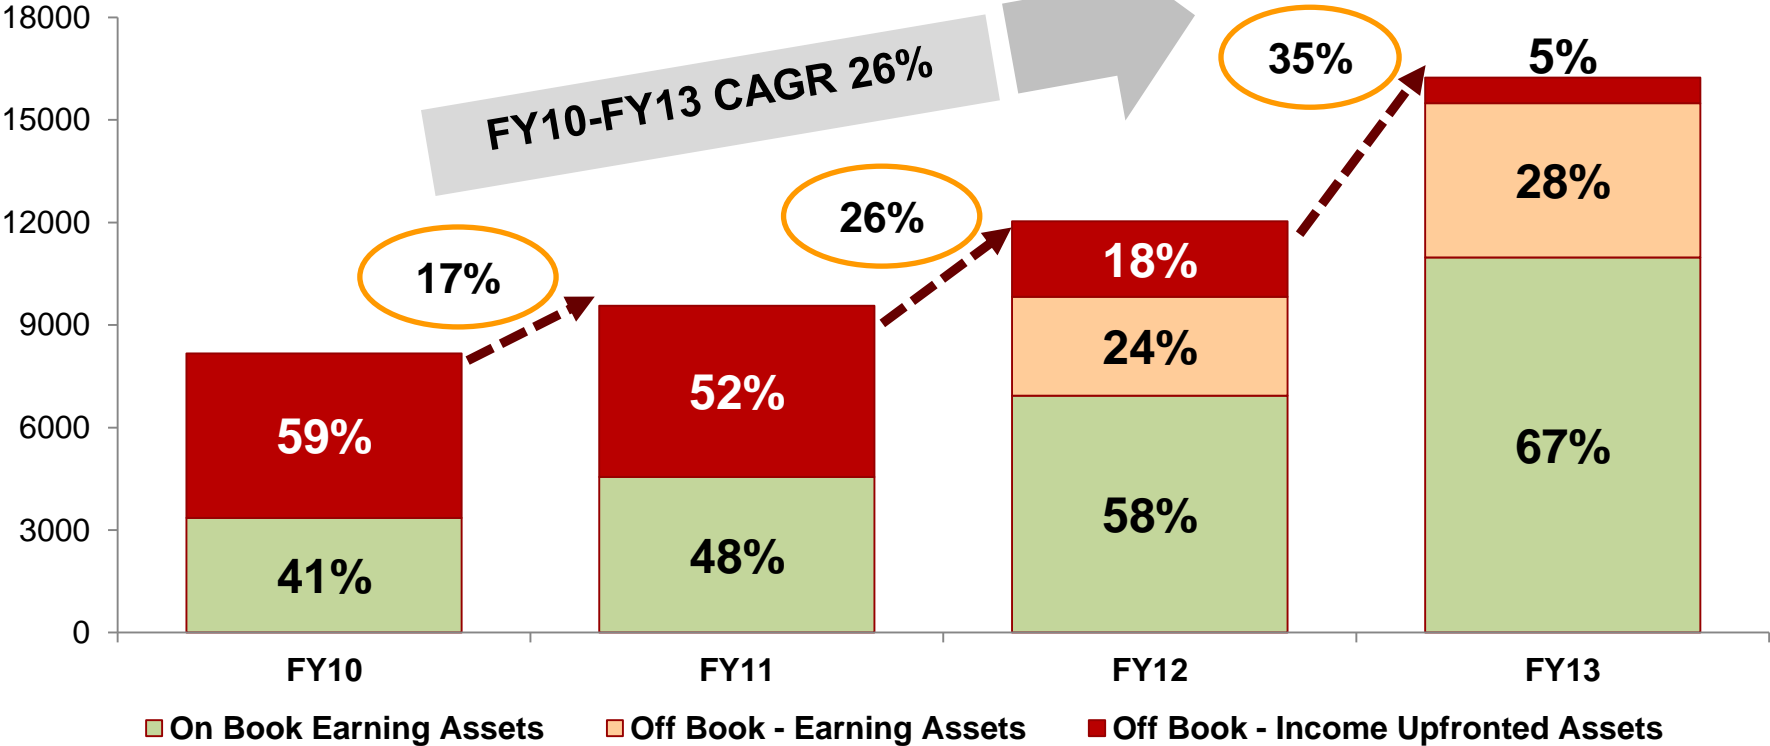 18000
15000
12000
9000
6000
3000
0
FY10-FY13 CAGR 26%
17%
26%
35%
59%
41%
52%
48%
18%
24%
58%
5%
28%
67%
FY10
FY11
FY12
FY13
On Book Earning Assets
Off Book - Earning Assets
Off Book - Income Upfronted Assets